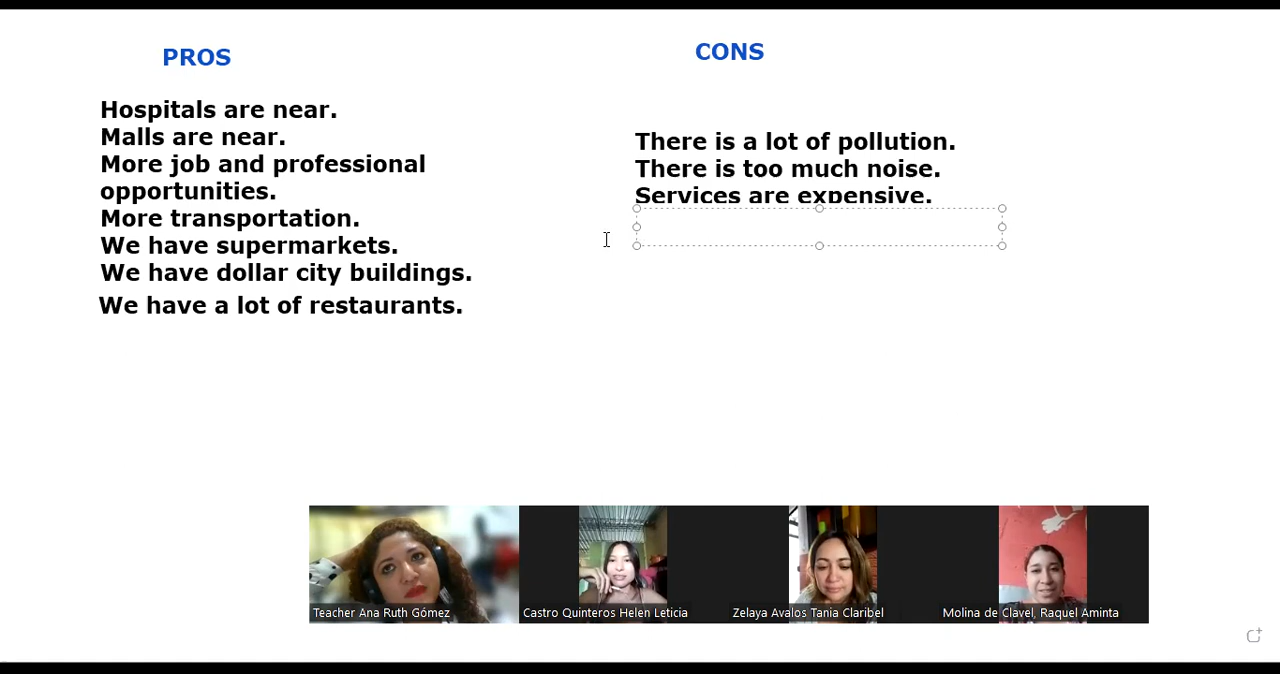 PROS
Hospitals are near.
Malls are near.
More job and professional
opportunities.
More transportation.
We have supermarkets.
We have dollar city buildings.
We have a lot of restaurants.
CONS
There is a lot of pollution.
There is too much noise.
Services are expensive.
Teacher Ana Ruth Gómez
Castro Quinteros Helen Leticia
Zelaya Avalos Tania Claribel
Molina de Clavel, Raquel Aminta